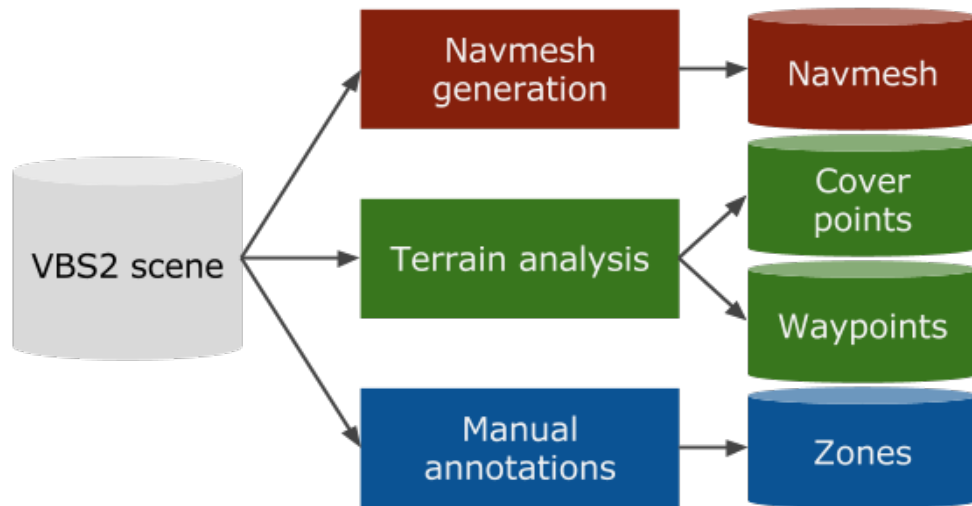 VBS2 scene
Navmesh
generation
Navmesh
Terrain analysis
Cover
points
Waypoints
Manual
annotations
Zones